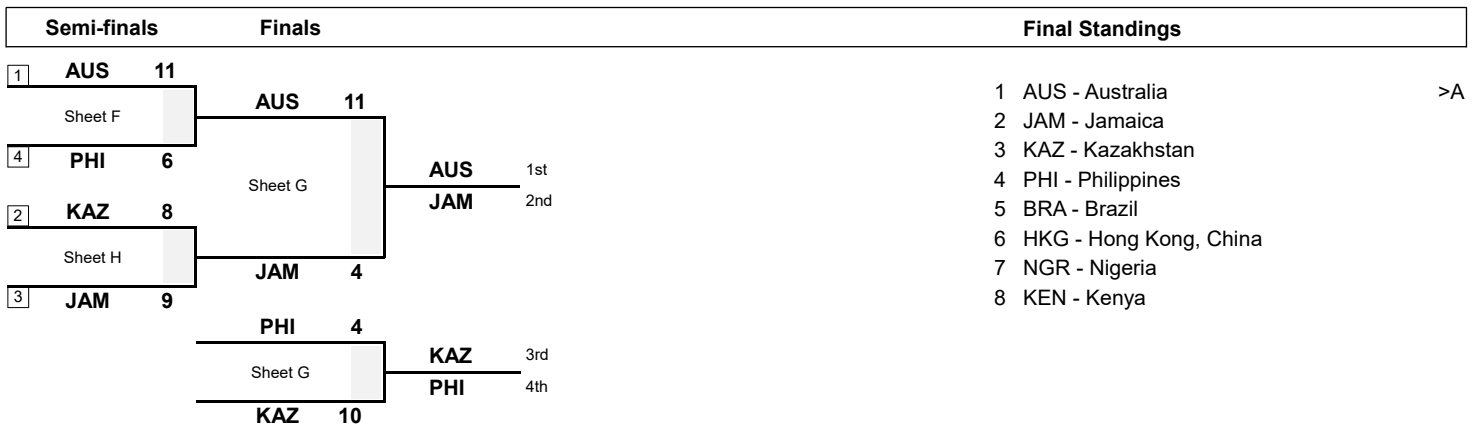 Semi-finals Finals Final Standings
1 AUS 11
Sheet F
4 PHI 6
2 KAZ 8
Sheet H
3 JAM 9
AUS 11
Sheet G
JAM 4
AUS 1st
JAM 2nd
PHI 4
Sheet G
KAZ 10
KAZ 3rd
PHI 4th
1 AUS - Australia >A
2 JAM - Jamaica
3 KAZ - Kazakhstan
4 PHI - Philippines
5 BRA - Brazil
6 HKG - Hong Kong, China
7 NGR - Nigeria
8 KEN - Kenya